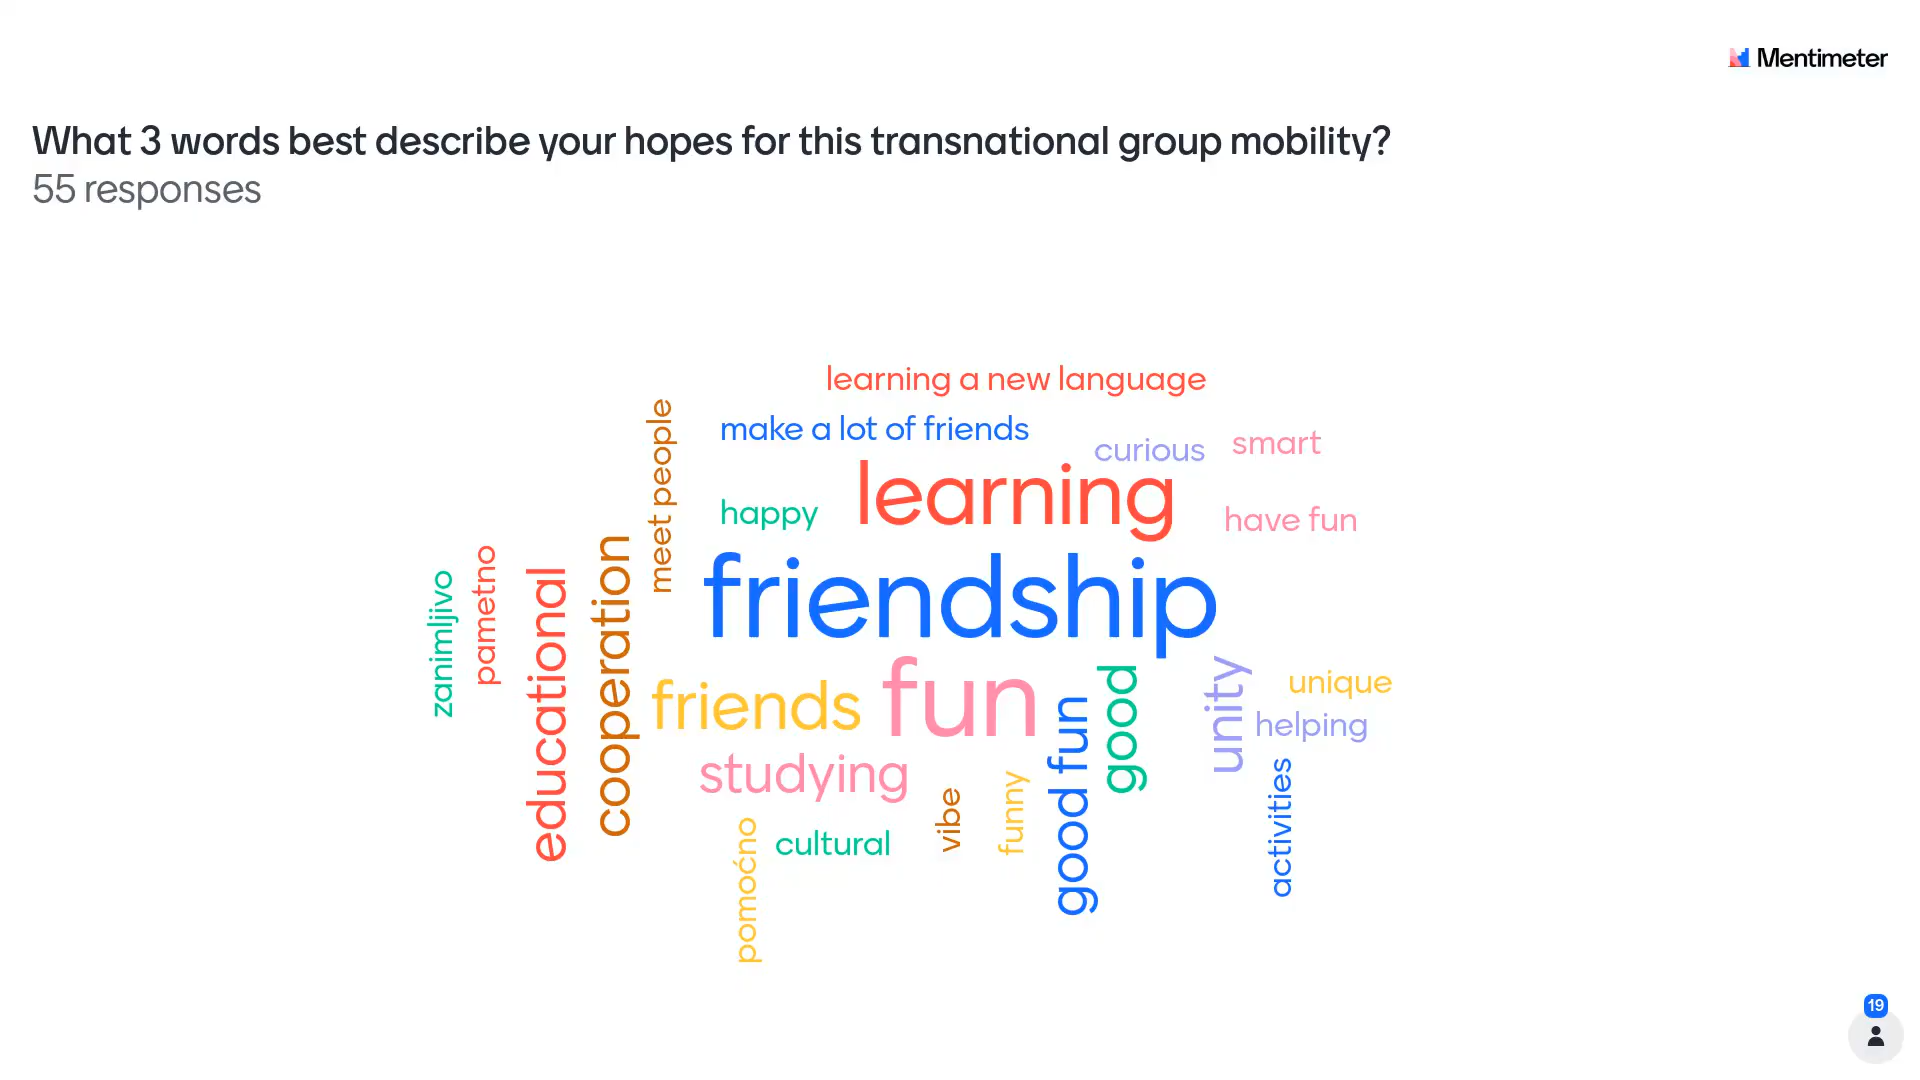 Mentimeter
What 3 words best describe your hopes for this transnational group mobility?
55 responses
learning a new language
make a lot of friends
curious
smart
meet people
happy
learning
have fun
friendship
zanimljivo
pametno
educational
cooperation
friends
fun
good fun
good
unity
unique
helping
studying
activities
pomoćno
cultural
vibe
funny
19